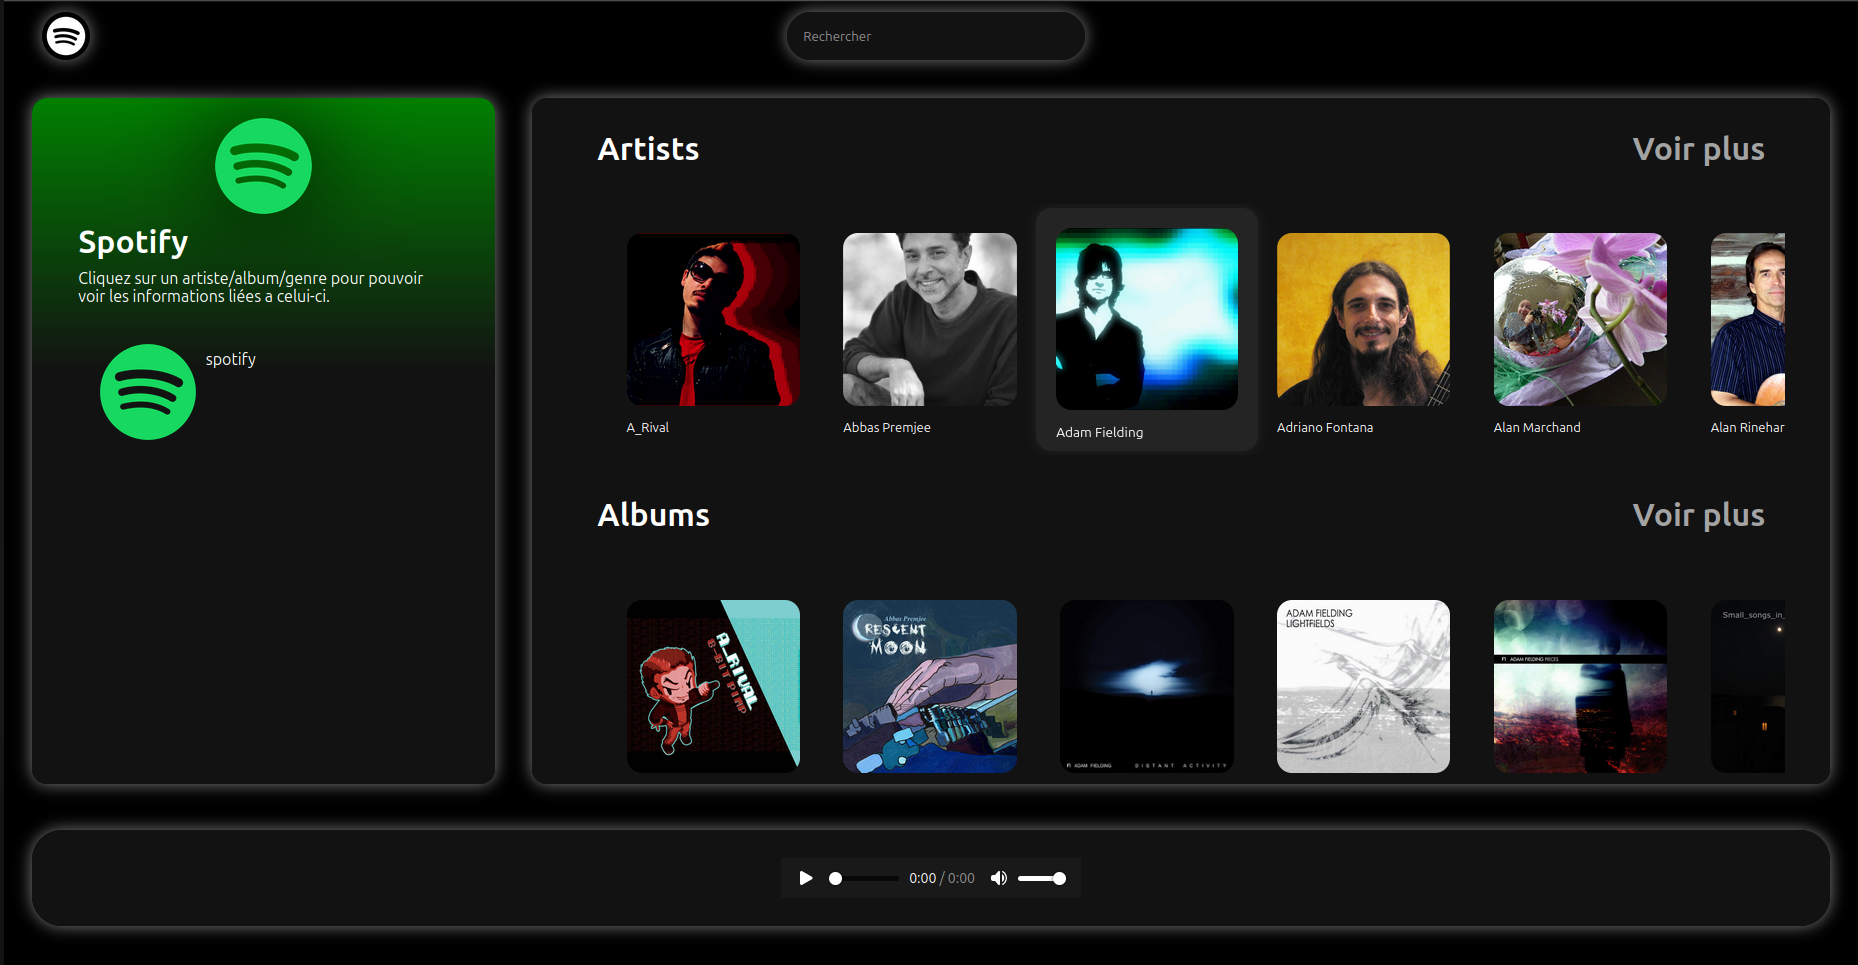 Rechercher
Spotify
Cliquez sur un artiste/album/genre pour pouvoir
voir les informations liées a celui-ci.
spotify
Artists
Voir plus
A_Rival
Abbas Premjee
Adam Fielding
Adriano Fontana
Alan Marchand
Alan Rinehar
Albums
Voir plus
A_RIVAL
8-BIT PIMP
Abbas Premjee
CRESCENT
MOON
ADAM FIELDING
DISTANT ACTIVITY
ADAM FIELDING
LIGHTFIELDS
ADAM FIELDING PIECES
Small_songs_in_
0:00 / 0:00